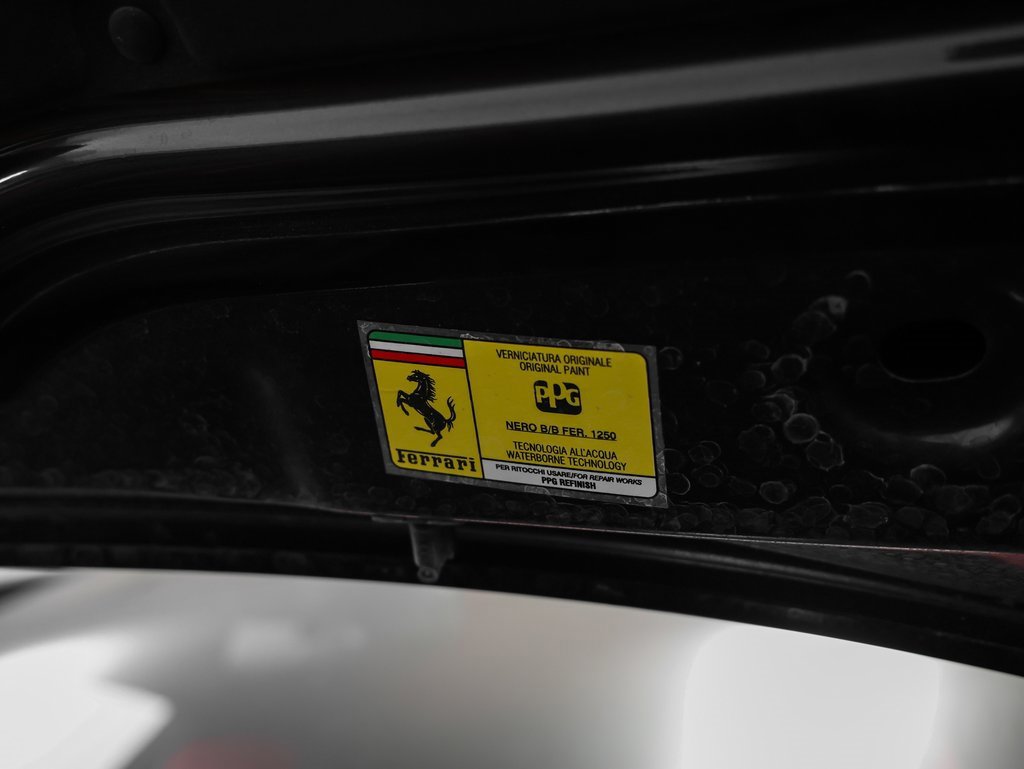 Ferrari
VERNICIATURA ORIGINALE
ORIGINAL PAINT
PPG
NERO B/B FER. 1250
TECNOLOGIA ALL'ACQUA
WATERBORNE TECHNOLOGY
PER RITOCCHI USARE/FOR REPAIR WORKS
PPG REFINISH